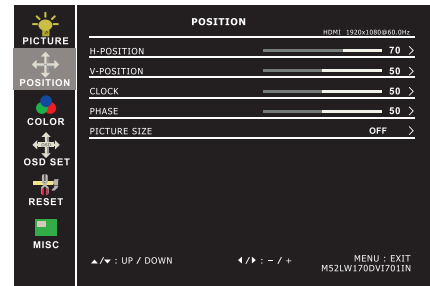 PICTURE
POSITION
COLOR
OSD SET
RESET
MISC
POSITION
HDMI 1920x1080@60.0Hz
H-POSITION 70
V-POSITION 50
CLOCK 50
PHASE 50
PICTURE SIZE OFF
▲/▼ : UP / DOWN ◀/▶ : – / + MENU : EXIT
M52LW170DVI701IN